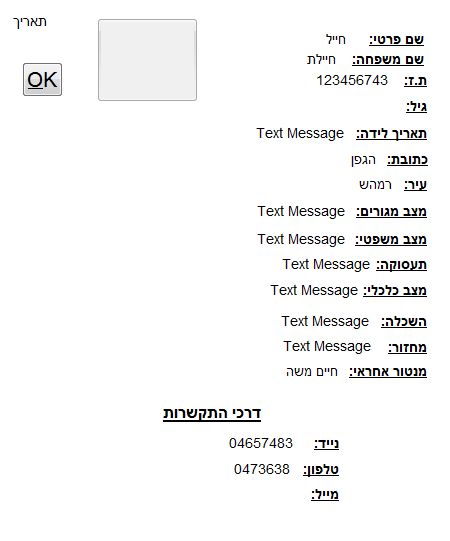 תאריך
OK
שם פרטי: חייל
שם משפחה: חיילת
ת.ז: 123456743
גיל:
תאריך לידה: Text Message
כתובת: הגפן
עיר: רמהש
מצב מגורים: Text Message
מצב משפטי: Text Message
תעסוקה: Text Message
מצב כלכלי: Text Message
השכלה: Text Message
מחזור: Text Message
מנטור אחראי: חיים משה
דרכי התקשרות
נייד: 04657483
טלפון: 0473638
מייל: